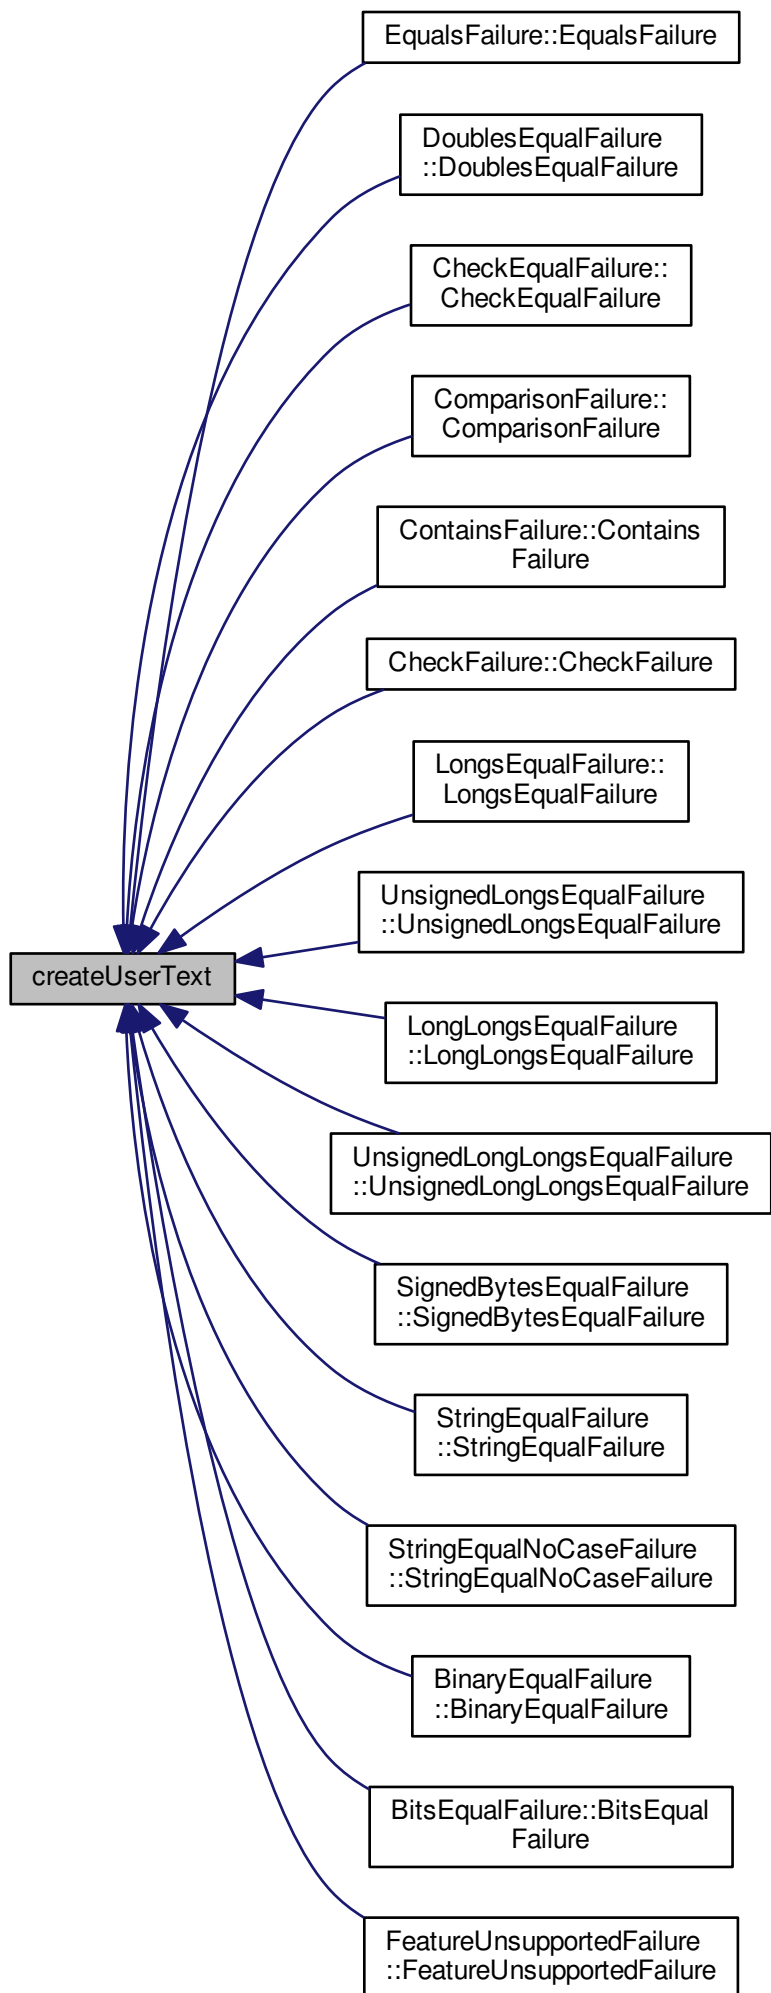 EqualsFailure::EqualsFailure
DoublesEqualFailure
::DoublesEqualFailure
CheckEqualFailure::
CheckEqualFailure
ComparisonFailure::
ComparisonFailure
ContainsFailure::Contains
Failure
CheckFailure::CheckFailure
LongsEqualFailure::
LongsEqualFailure
UnsignedLongsEqualFailure
::UnsignedLongsEqualFailure
createUserText
LongLongsEqualFailure
::LongLongsEqualFailure
UnsignedLongLongsEqualFailure
::UnsignedLongLongsEqualFailure
SignedBytesEqualFailure
::SignedBytesEqualFailure
StringEqualFailure
::StringEqualFailure
StringEqualNoCaseFailure
::StringEqualNoCaseFailure
BinaryEqualFailure
::BinaryEqualFailure
BitsEqualFailure::BitsEqual
Failure
FeatureUnsupportedFailure
::FeatureUnsupportedFailure